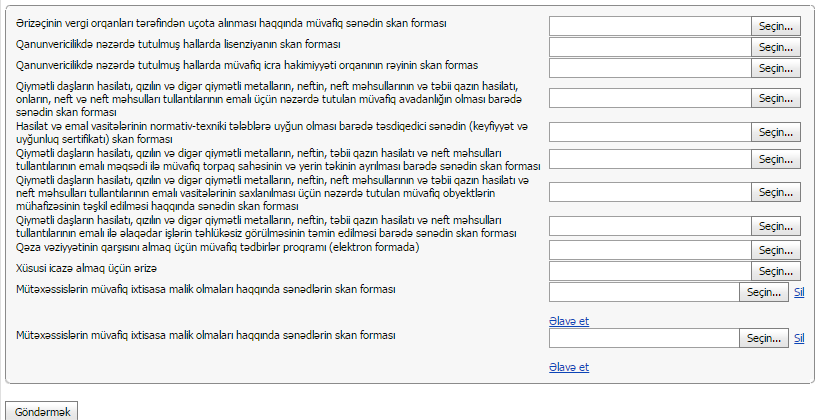 Ərizəçinin vergi orqanları tərəfindən uçota alınması haqqında müvafiq sənədin skan forması
Seçin...
Qanunvericilikdə nəzərdə tutulmuş hallarda lisenziyanın skan forması
Seçin...
Qanunvericilikdə nəzərdə tutulmuş hallarda müvafiq icra hakimiyyəti orqanının rəyinin skan formas
Seçin...
Qiymətli daşların hasilatı, qızılın və digər qiymətli metalların, neftin, neft məhsullarının və təbii qazın hasilatı,
onların, neft və neft məhsulları tullantılarının emalı üçün nəzərdə tutulan müvafiq avadanlığın olması barədə
sənədin skan forması
Seçin...
Hasilat və emal vasitələrinin normativ-texniki tələblərə uyğun olması barədə təsdiqedici sənədin (keyfiyyət və
uyğunluq sertifikatı) skan forması
Seçin...
Qiymətli daşların hasilatı, qızılın və digər qiymətli metalların, neftin, təbii qazın hasilatı və neft məhsulları
tullantılarının emalı məqsədi ilə müvafiq torpaq sahəsinin və yerin təkinin ayrılması barədə sənədin skan forması
Seçin...
Qiymətli daşların hasilatı, qızılın və digər qiymətli metalların, neftin, neft məhsullarının və təbii qazın hasilatı və
neft məhsulları tullantılarının emalı vasitələrinin saxlanılması üçün nəzərdə tutulan müvafiq obyektlərin
mühafizəsinin təşkil edilməsi haqqında sənədin skan forması
Seçin...
Qiymətli daşların hasilatı, qızılın və digər qiymətli metalların, neftin, təbii qazın hasilatı və neft məhsulları
tullantılarının emalı ilə əlaqədar işlərin təhlükəsiz görülməsinin təmin edilməsi barədə sənədin skan forması
Seçin...
Qəza vəziyyətinin qarşısını almaq üçün müvafiq tədbirlər proqramı (elektron formada)
Seçin...
Xüsusi icazə almaq üçün ərizə
Seçin...
Mütəxəssislərin müvafiq ixtisasa malik olmaları haqqında sənədlərin skan forması
Seçin... Sil
Əlavə et
Mütəxəssislərin müvafiq ixtisasa malik olmaları haqqında sənədlərin skan forması
Seçin... Sil
Əlavə et
Göndərmək